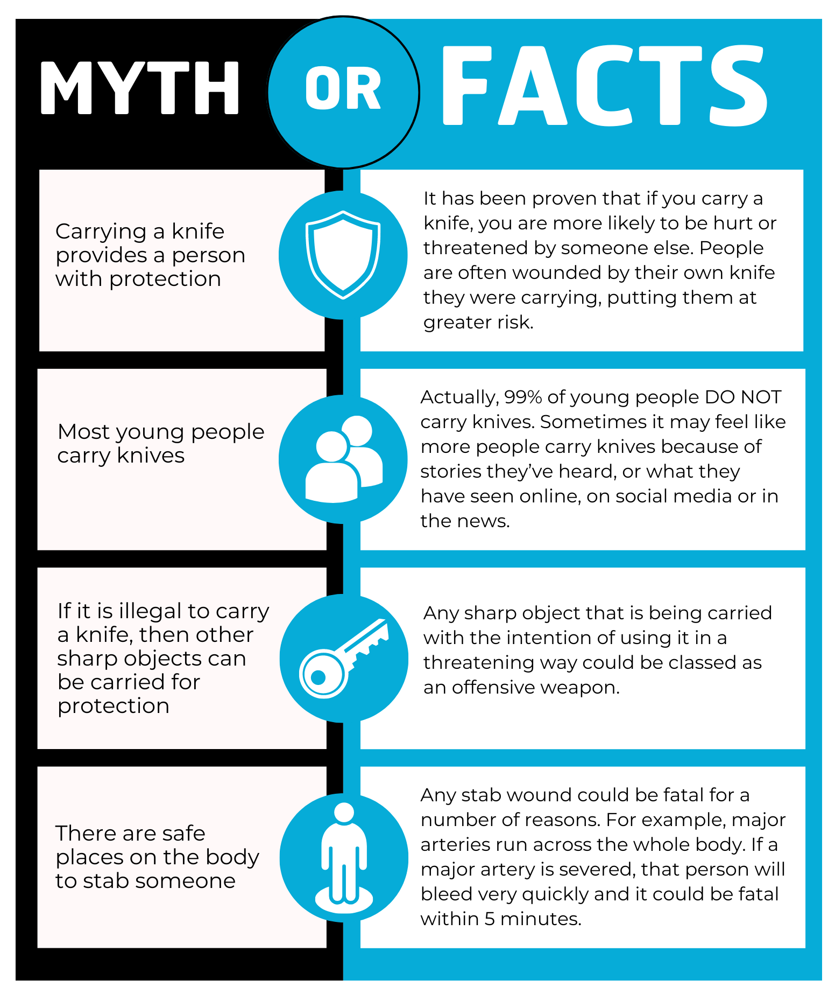 MYTH OR FACTS
Carrying a knife
provides a person
with protection
It has been proven that if you carry a
knife, you are more likely to be hurt or
threatened by someone else. People
are often wounded by their own knife
they were carrying, putting them at
greater risk.
Most young people
carry knives
Actually, 99% of young people DO NOT
carry knives. Sometimes it may feel like
more people carry knives because of
stories they’ve heard, or what they
have seen online, on social media or in
the news.
If it is illegal to carry
a knife, then other
sharp objects can
be carried for
protection
Any sharp object that is being carried
with the intention of using it in a
threatening way could be classed as
an offensive weapon.
There are safe
places on the body
to stab someone
Any stab wound could be fatal for a
number of reasons. For example, major
arteries run across the whole body. If a
major artery is severed, that person will
bleed very quickly and it could be fatal
within 5 minutes.